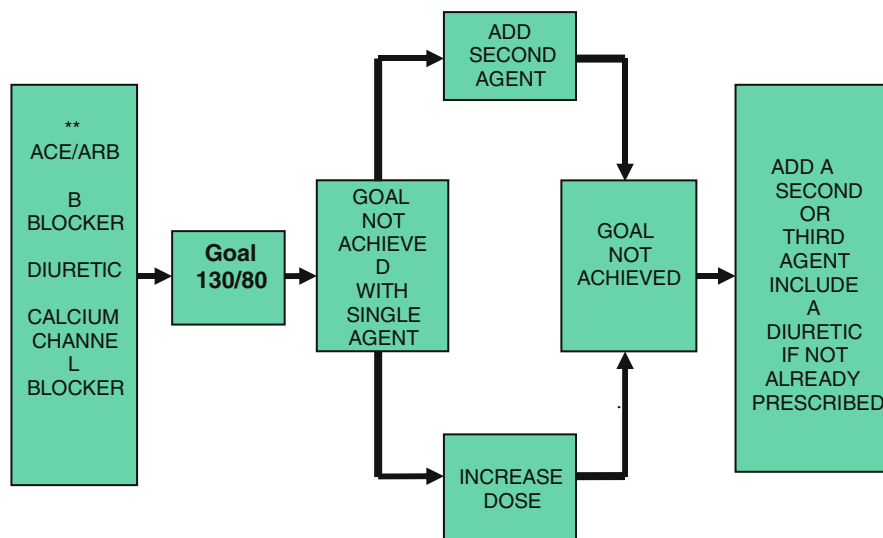 **
ACE/ARB
B
BLOCKER
DIURETIC
CALCIUM
CHANNE
L
BLOCKER
Goal
130/80
GOAL
NOT
ACHIEVE
D
WITH
SINGLE
AGENT
ADD
SECOND
AGENT
INCREASE
DOSE
GOAL
NOT
ACHIEVED
ADD A
SECOND
OR
THIRD
AGENT
INCLUDE
A
DIURETIC
IF NOT
ALREADY
PRESCRIBED